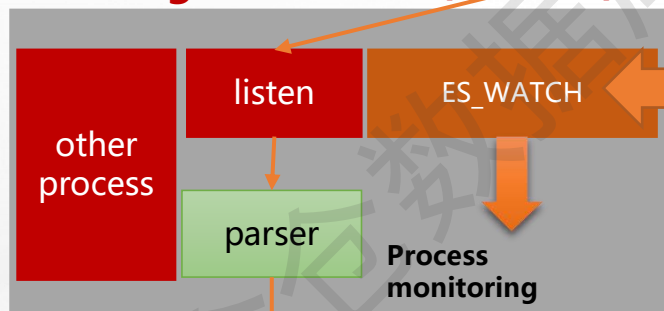 listen
ES_WATCH
other
process
parser
Process
monitoring